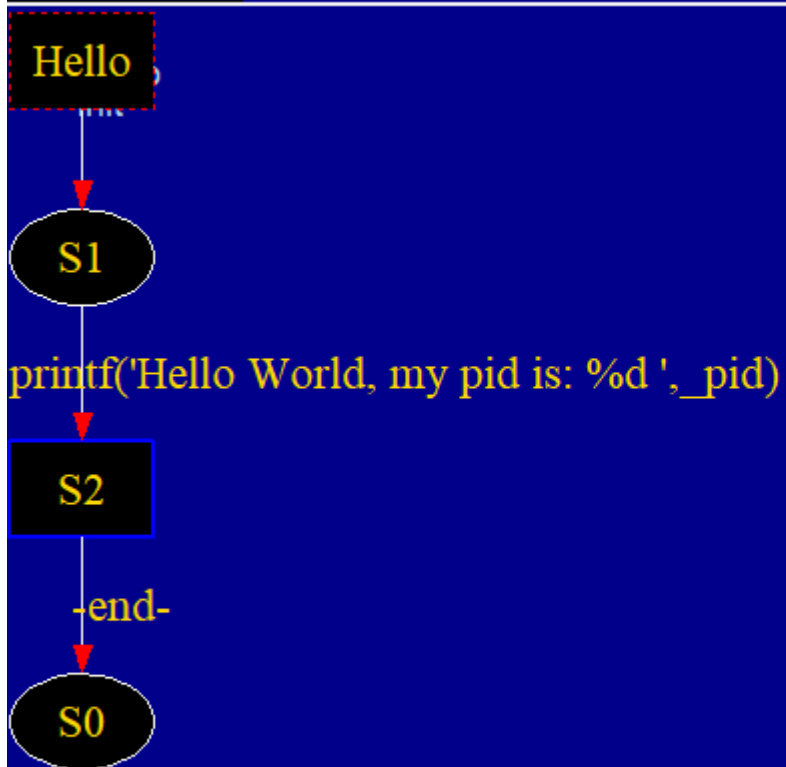 Hello
S1
printf('Hello World, my pid is: %d ',_pid)
S2
-end-
S0